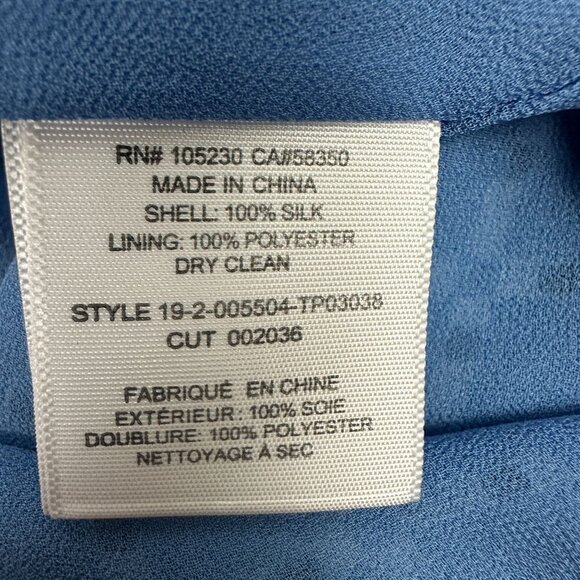 RN# 105230 CA#58350
MADE IN CHINA
SHELL: 100% SILK
LINING: 100% POLYESTER
DRY CLEAN
STYLE 19-2-005504-TP03038
CUT 002036
FABRIQUÉ EN CHINE
EXTÉRIEUR: 100% SOIE
DOUBLURE: 100% POLYESTER
NETTOYAGE À SEC